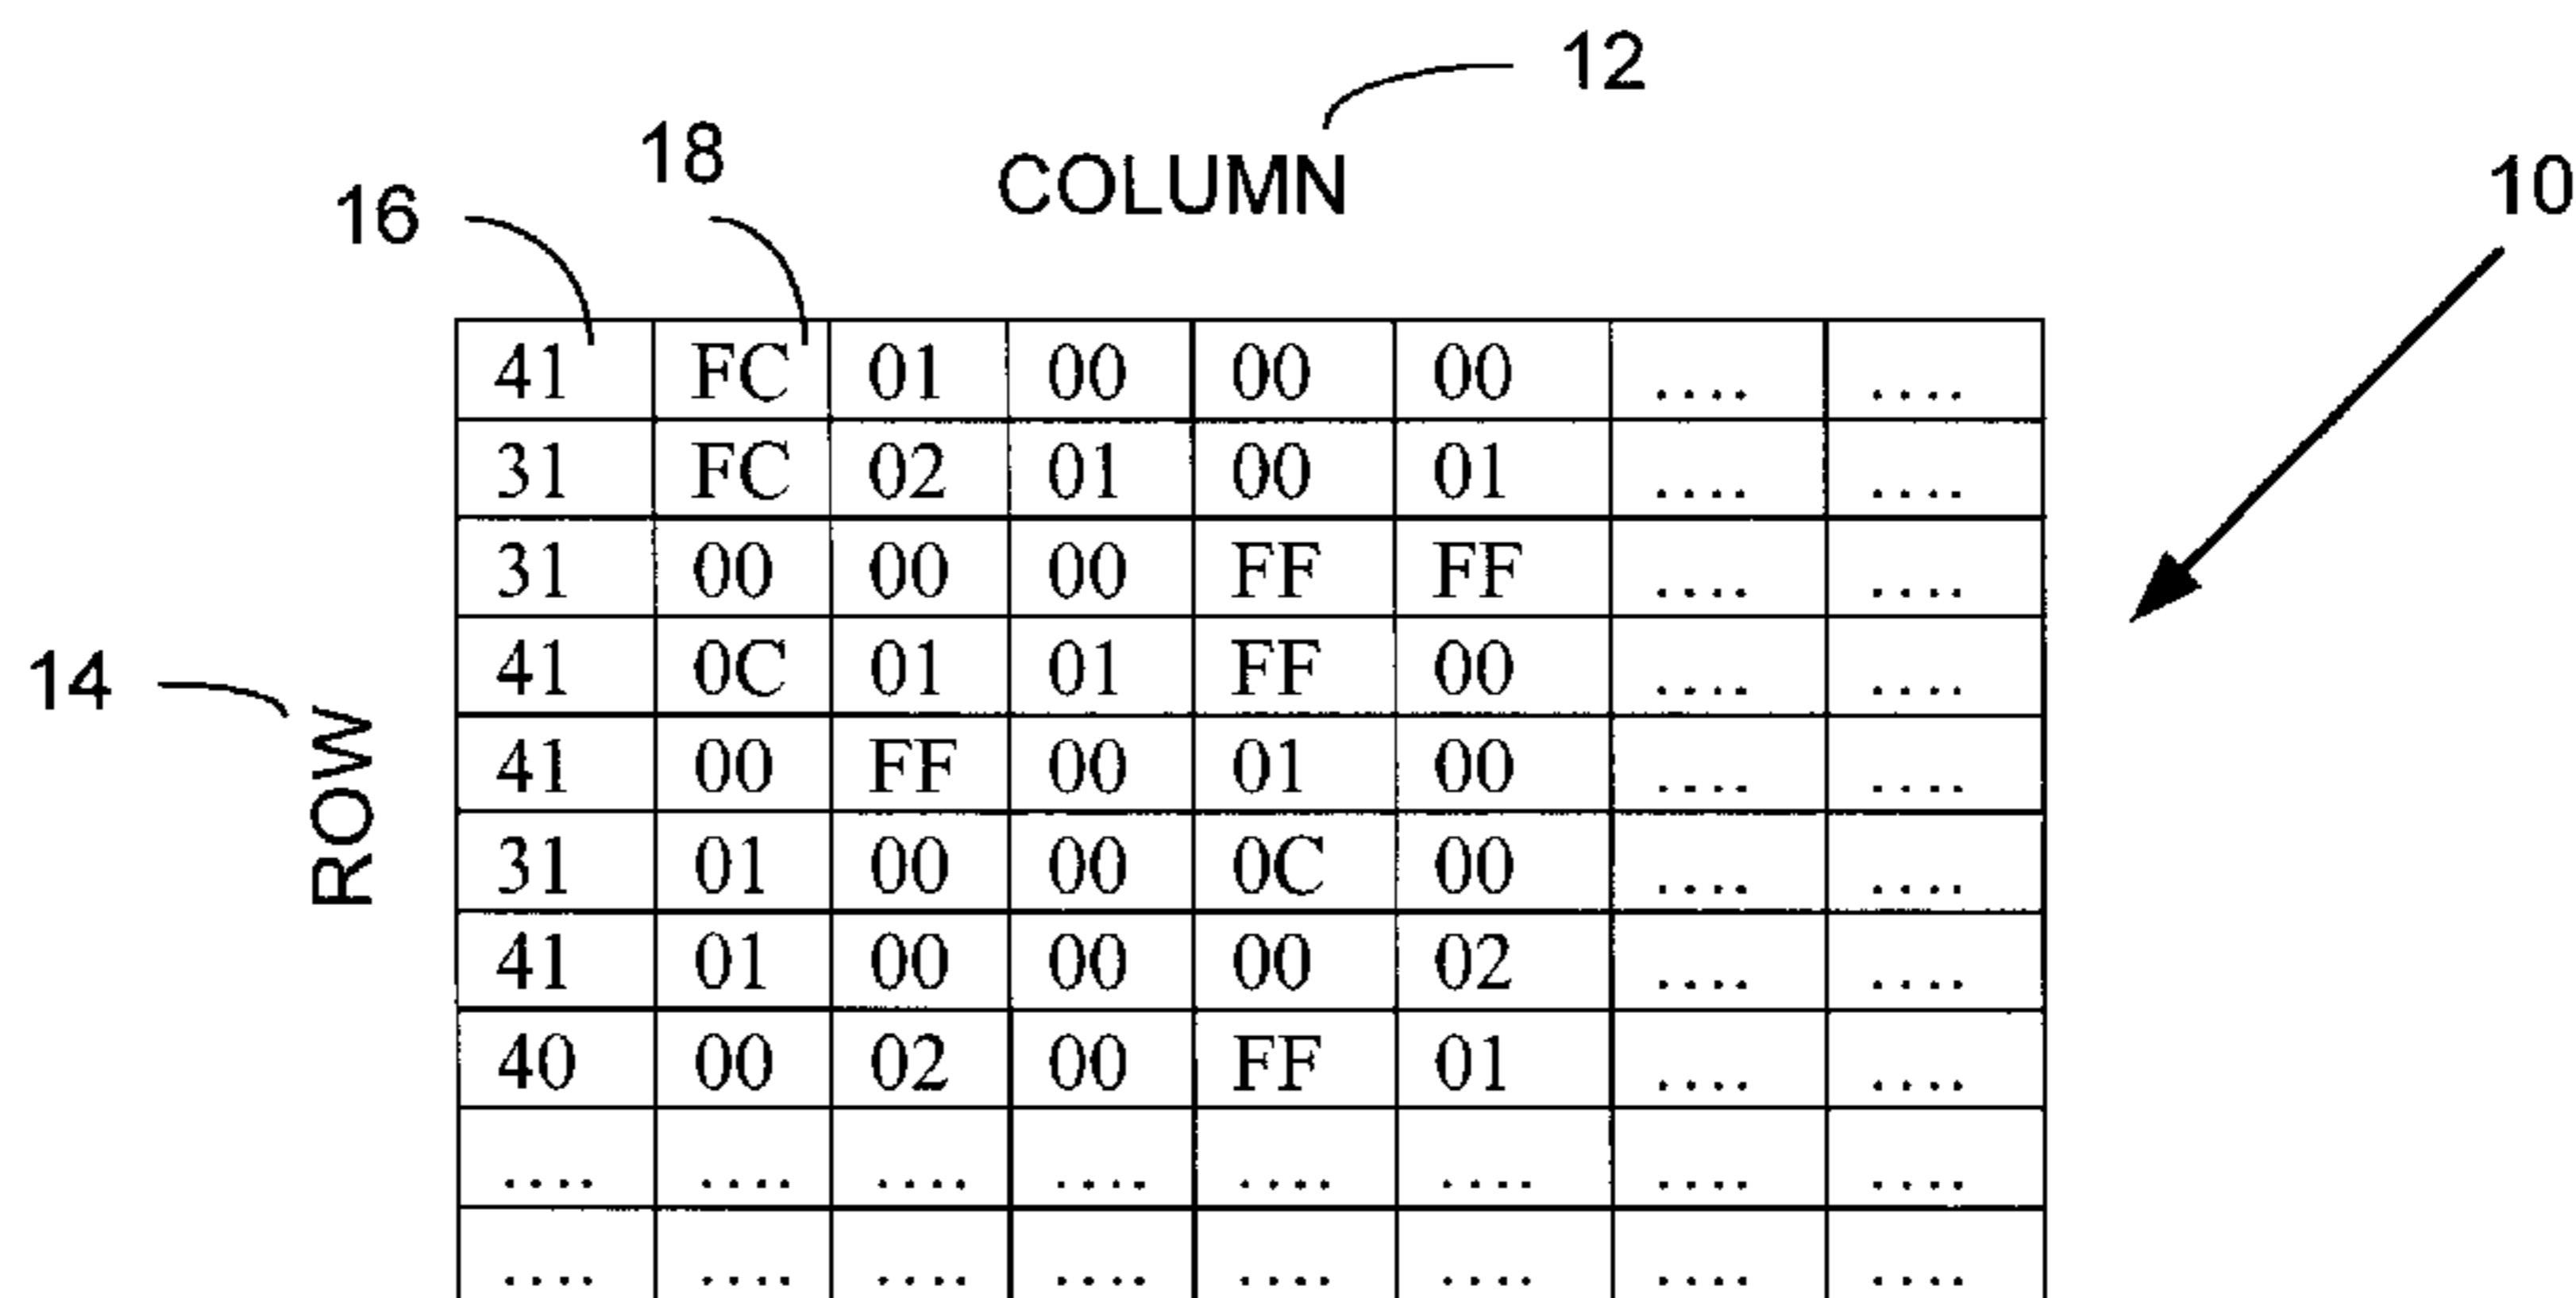 12
18
COLUMN
10
16
41 FC 01 00 00 00 .... ....
31 FC 02 01 00 01 .... ....
31 00 00 00 FF FF .... ....
41 0C 01 01 FF 00 .... ....
14
ROW
41 00 FF 00 01 00 .... ....
31 01 00 00 0C 00 .... ....
41 01 00 00 00 02 .... ....
40 00 02 00 FF 01 .... ....
.... .... .... .... .... .... .... ....
.... .... .... .... .... .... .... ....